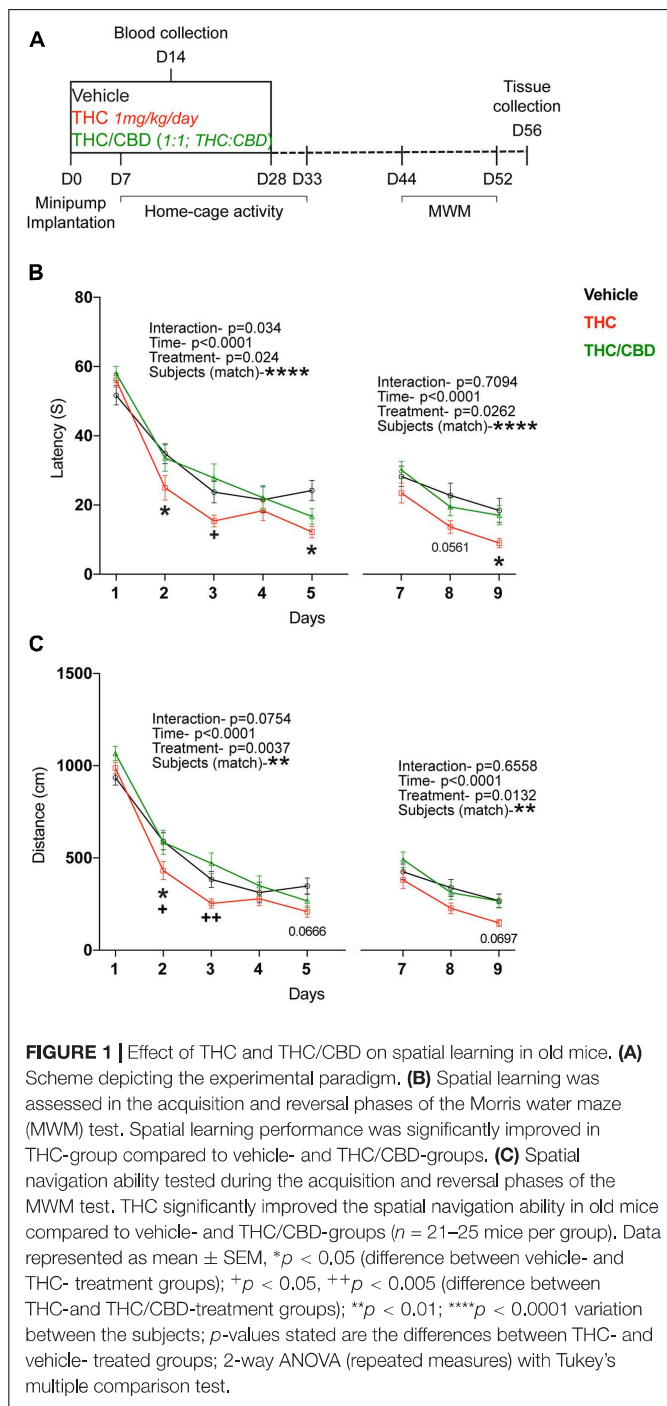 A
Blood collection
D14
Vehicle
THC 1mg/kg/day
THC/CBD (1:1; THC:CBD)
Tissue
collection
D56
D0 D7 D28 D33 D44 D52
Minipump
Implantation
Home-cage activity
MWM
B
Vehicle
THC
THC/CBD
Latency (S)
80
60
40
20
0
Interaction- p=0.034
Time- p<0.0001
Treatment- p=0.024
Subjects (match)-****
* + *
1 2 3 4 5
Days
Interaction- p=0.7094
Time- p<0.0001
Treatment- p=0.0262
Subjects (match)-****
0.0561
*
7 8 9
Days
C
Distance (cm)
1500
1000
500
0
Interaction- p=0.0754
Time- p<0.0001
Treatment- p=0.0037
Subjects (match)-**
*
+
++
0.0666
1 2 3 4 5
Days
Interaction- p=0.6558
Time- p<0.0001
Treatment- p=0.0132
Subjects (match)-**
0.0697
7 8 9
Days
FIGURE 1 | Effect of THC and THC/CBD on spatial learning in old mice. (A)
Scheme depicting the experimental paradigm. (B) Spatial learning was
assessed in the acquisition and reversal phases of the Morris water maze
(MWM) test. Spatial learning performance was significantly improved in
THC-group compared to vehicle- and THC/CBD-groups. (C) Spatial
navigation ability tested during the acquisition and reversal phases of the
MWM test. THC significantly improved the spatial navigation ability in old mice
compared to vehicle- and THC/CBD-groups (n = 21–25 mice per group). Data
represented as mean ± SEM, *p < 0.05 (difference between vehicle- and
THC- treatment groups); +p < 0.05, ++p < 0.005 (difference between
THC-and THC/CBD-treatment groups); **p < 0.01; ****p < 0.0001 variation
between the subjects; p-values stated are the differences between THC- and
vehicle- treated groups; 2-way ANOVA (repeated measures) with Tukey's
multiple comparison test.